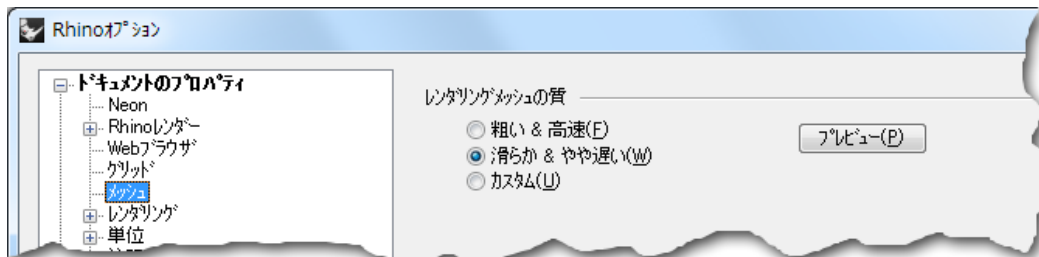 Rhinoオプション
ドキュメントのプロパティ
Neon
Rhinoレンダー
Webブラウザ
グリッド
メッシュ
レンダリング
単位
レンダリングメッシュの質
粗い & 高速(F)
滑らか & やや遅い(W)
カスタム(U)
プレビュー(P)